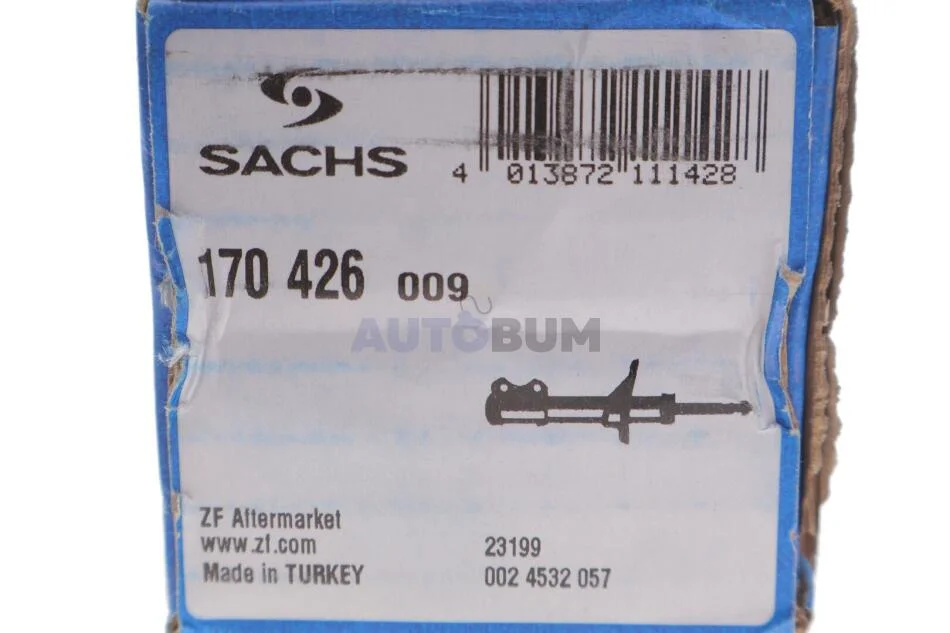 SACHS
4 013872 111428
170 426 009
AUTOBUM
ZF Aftermarket
www.zf.com
Made in TURKEY
23199
002 4532 057